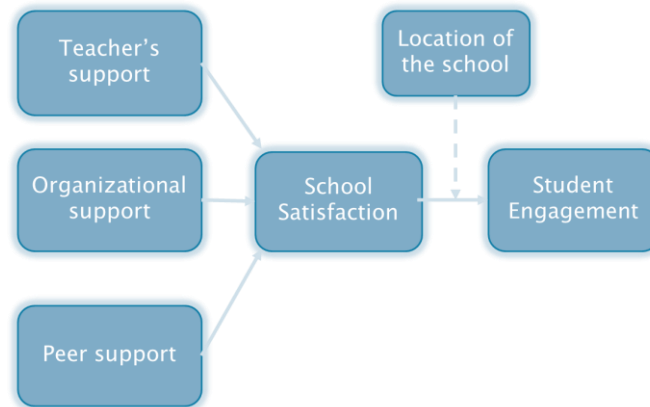 Teacher's
support
Location of
the school
Organizational
support
School
Satisfaction
Student
Engagement
Peer support